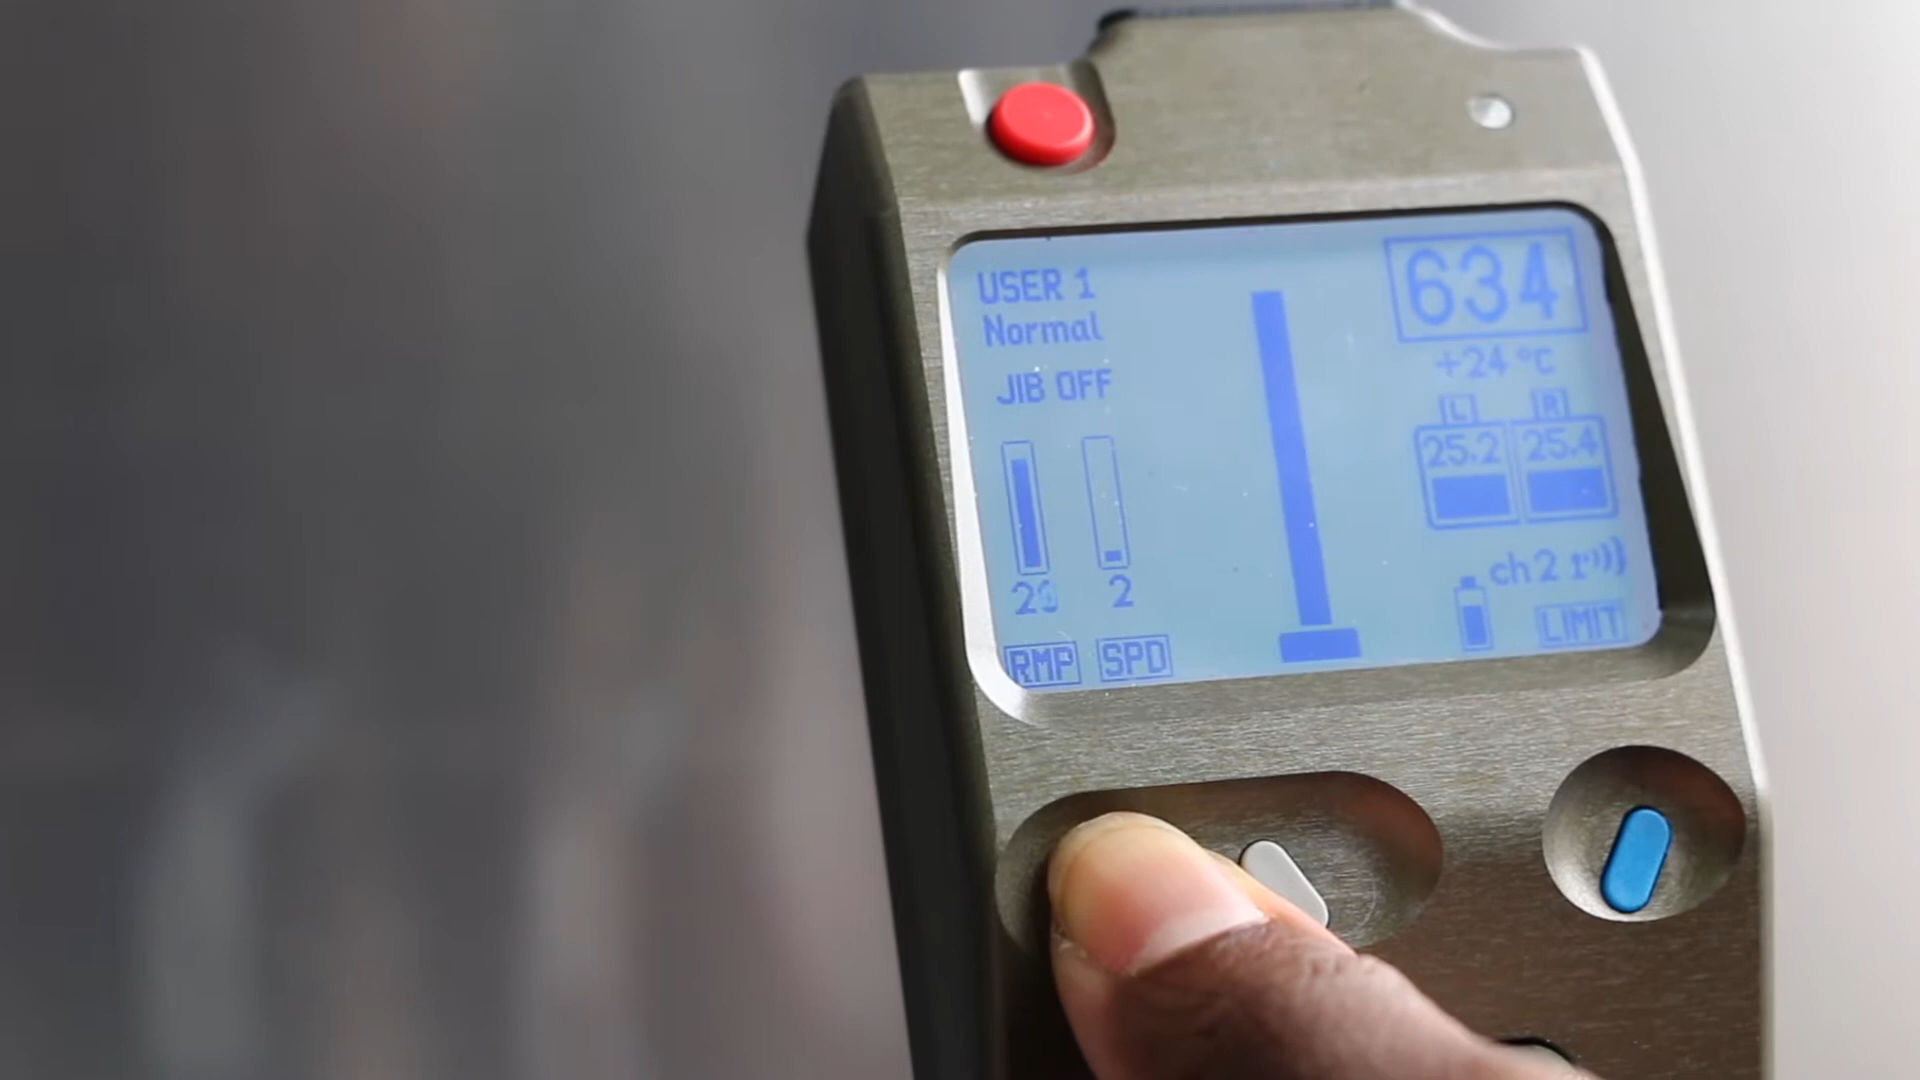 USER 1
Normal
JIB OFF
634
+24 °C
L R
25.2 25.4
2
ch 2
RMP SPD
LIMIT